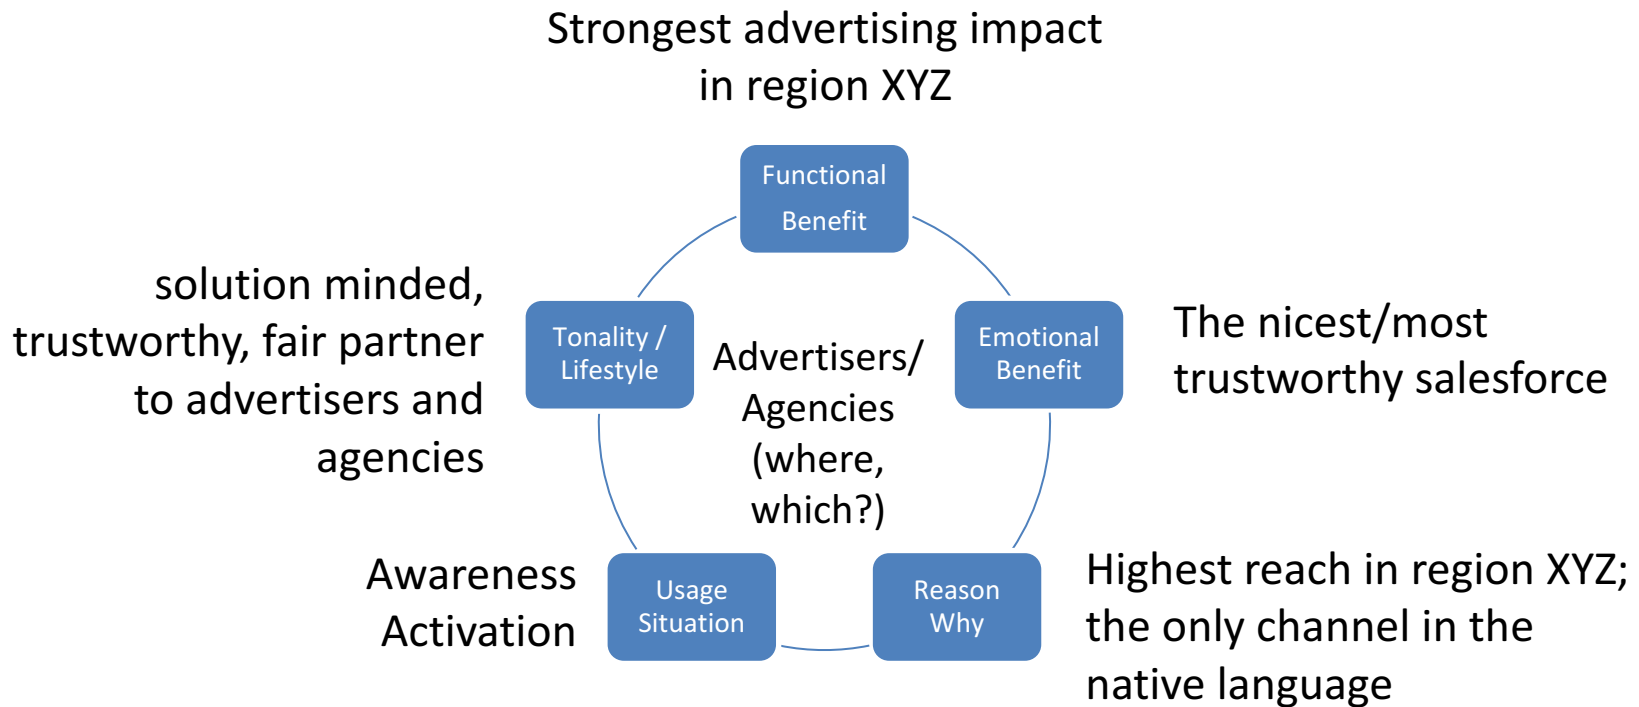 Strongest advertising impact
in region XYZ
Functional
Benefit
solution minded,
trustworthy, fair partner
to advertisers and
agencies
Tonality /
Lifestyle
Advertisers/
Agencies
(where,
which?)
Emotional
Benefit
The nicest/most
trustworthy salesforce
Awareness
Activation
Usage
Situation
Reason
Why
Highest reach in region XYZ;
the only channel in the
native language